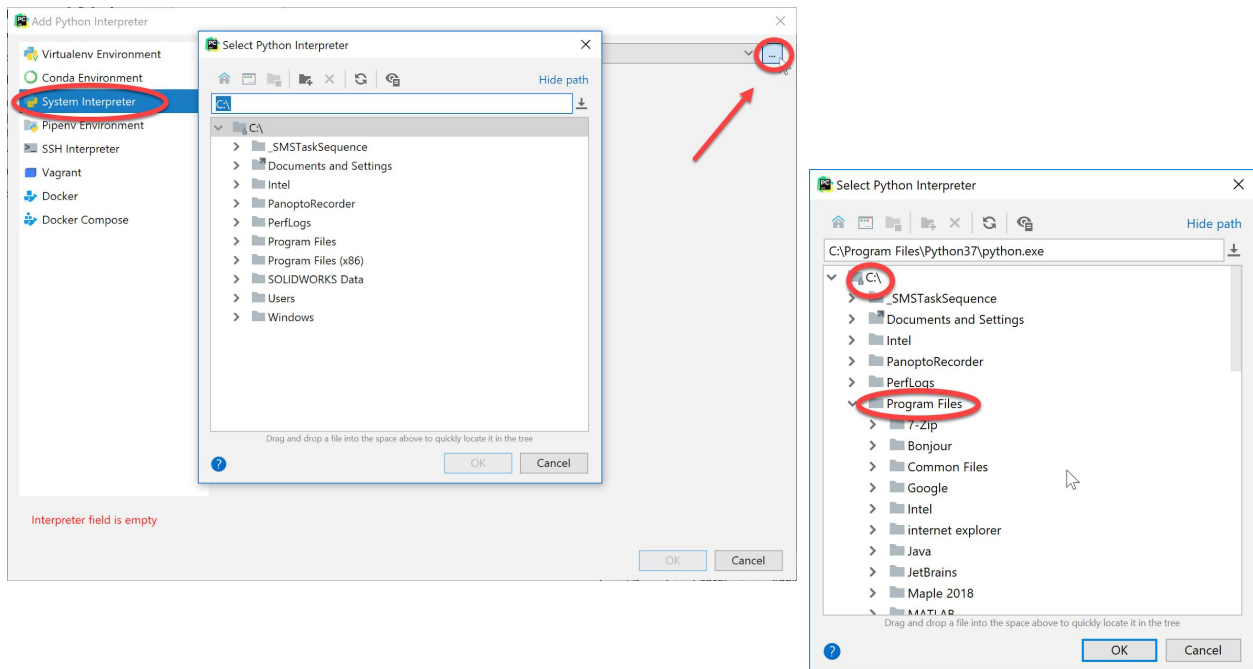 Add Python Interpreter
Virtualenv Environment
Conda Environment
System Interpreter
Pipenv Environment
SSH Interpreter
Vagrant
Docker
Docker Compose
Interpreter field is empty
...
OK
Cancel
Select Python Interpreter
Hide path
C:\
C:\
_SMSTaskSequence
Documents and Settings
Intel
PanoptoRecorder
PerfLogs
Program Files
Program Files (x86)
SOLIDWORKS Data
Users
Windows
Drag and drop a file into the space above to quickly locate it in the tree
?
OK
Cancel
Select Python Interpreter
Hide path
C:\Program Files\Python37\python.exe
C:\
_SMSTaskSequence
Documents and Settings
Intel
PanoptoRecorder
PerfLogs
Program Files
7-Zip
Bonjour
Common Files
Google
Intel
internet explorer
Java
JetBrains
Maple 2018
MATLAB
Drag and drop a file into the space above to quickly locate it in the tree
?
OK
Cancel